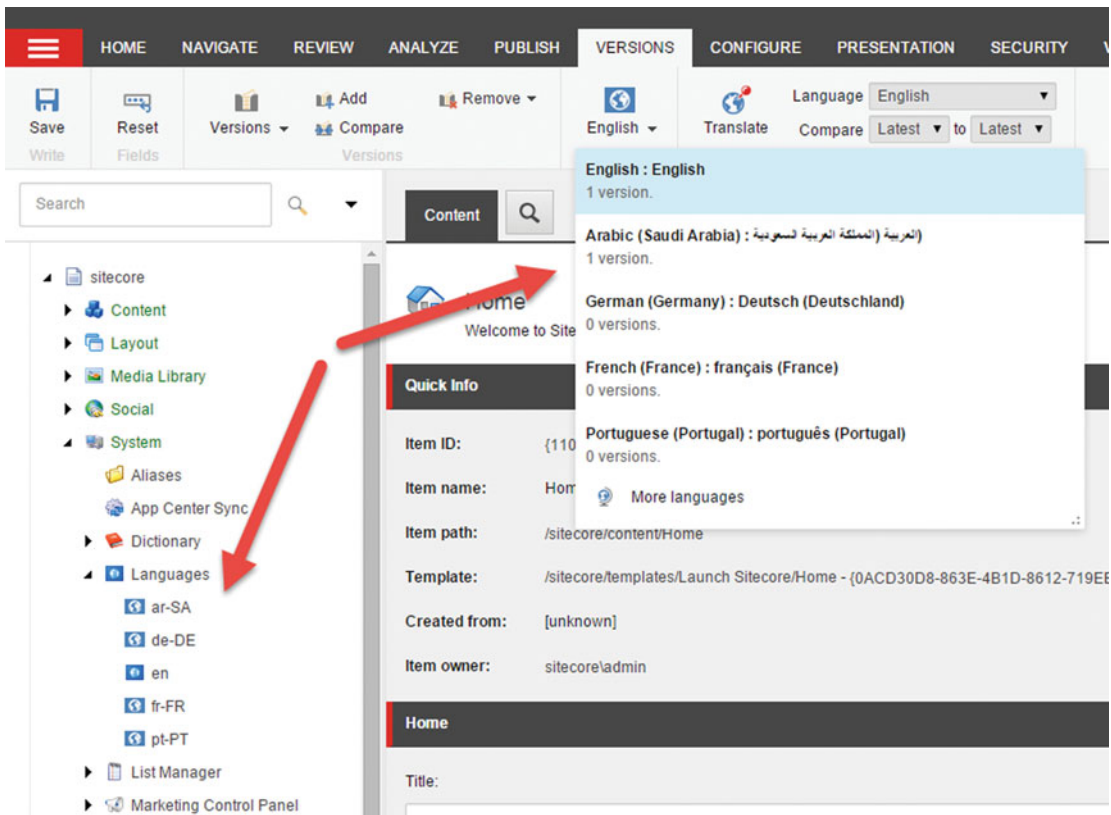 HOME NAVIGATE REVIEW ANALYZE PUBLISH VERSIONS CONFIGURE PRESENTATION SECURITY
Save
Write
Reset
Fields
Versions
Add
Compare
Remove
Versions
English
Translate
Language English
Compare Latest to Latest
Search
Content
English : English
1 version.
Arabic (Saudi Arabia) : العربية (المملكة العربية السعودية)
1 version.
German (Germany) : Deutsch (Deutschland)
0 versions.
French (France) : français (France)
0 versions.
Portuguese (Portugal) : português (Portugal)
0 versions.
More languages
sitecore
Content
Layout
Media Library
Social
System
Aliases
App Center Sync
Dictionary
Languages
ar-SA
de-DE
en
fr-FR
pt-PT
List Manager
Marketing Control Panel
Home
Welcome to Site
Quick Info
Item ID: {110
Item name: Hom
Item path: /sitecore/content/Home
Template: /sitecore/templates/Launch Sitecore/Home - {0ACD30D8-863E-4B1D-8612-719EE
Created from: [unknown]
Item owner: sitecore\admin
Home
Title: